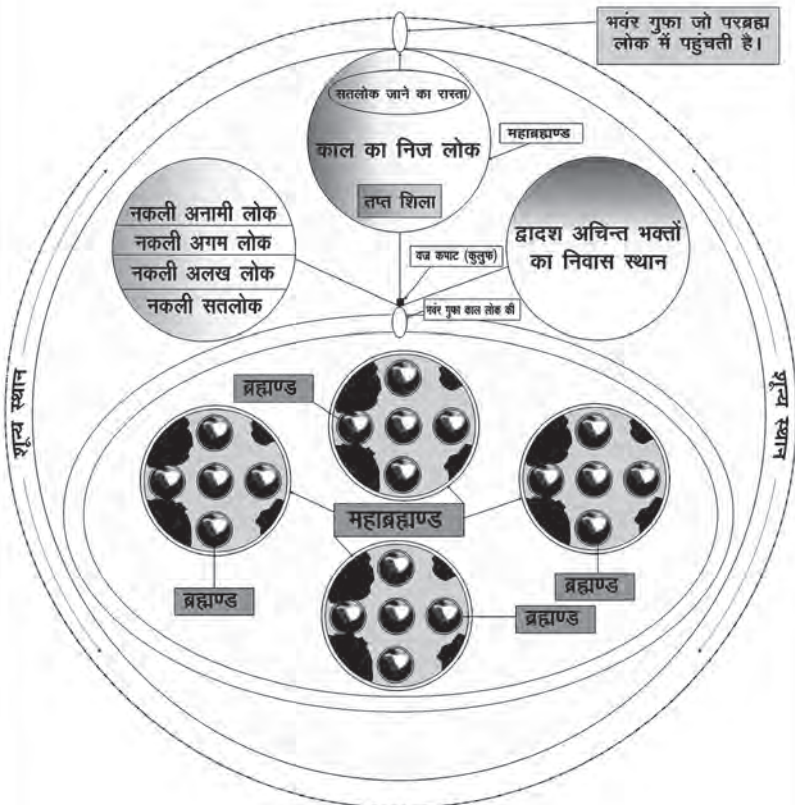 भवंर गुफा जो परब्रह्म
लोक में पहुंचती है।
सतलोक जाने का रास्ता
महाब्रह्मण्ड
काल का निज लोक
तप्त शिला
नकली अनामी लोक
नकली अगम लोक
नकली अलख लोक
नकली सतलोक
द्वादश अचिन्त भक्तों
का निवास स्थान
वज्र कपाट (कुलुफ)
भवंर गुफा काल लोक की
शून्य स्थान
शून्य स्थान
ब्रह्मण्ड
महाब्रह्मण्ड
ब्रह्मण्ड
ब्रह्मण्ड
ब्रह्मण्ड